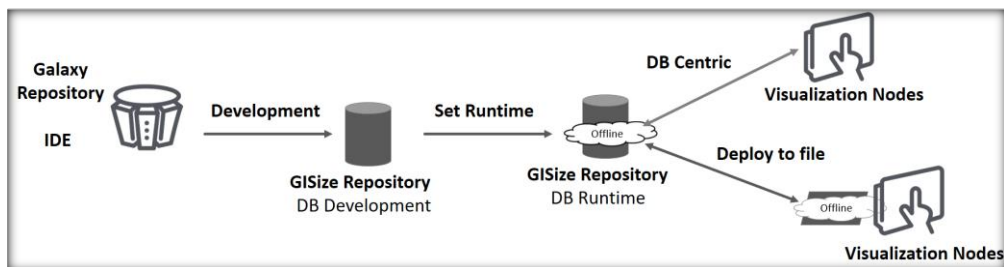 Galaxy
Repository
IDE
Development
GISize Repository
DB Development
Set Runtime
Offline
GISize Repository
DB Runtime
DB Centric
Visualization Nodes
Deploy to file
Offline
Visualization Nodes